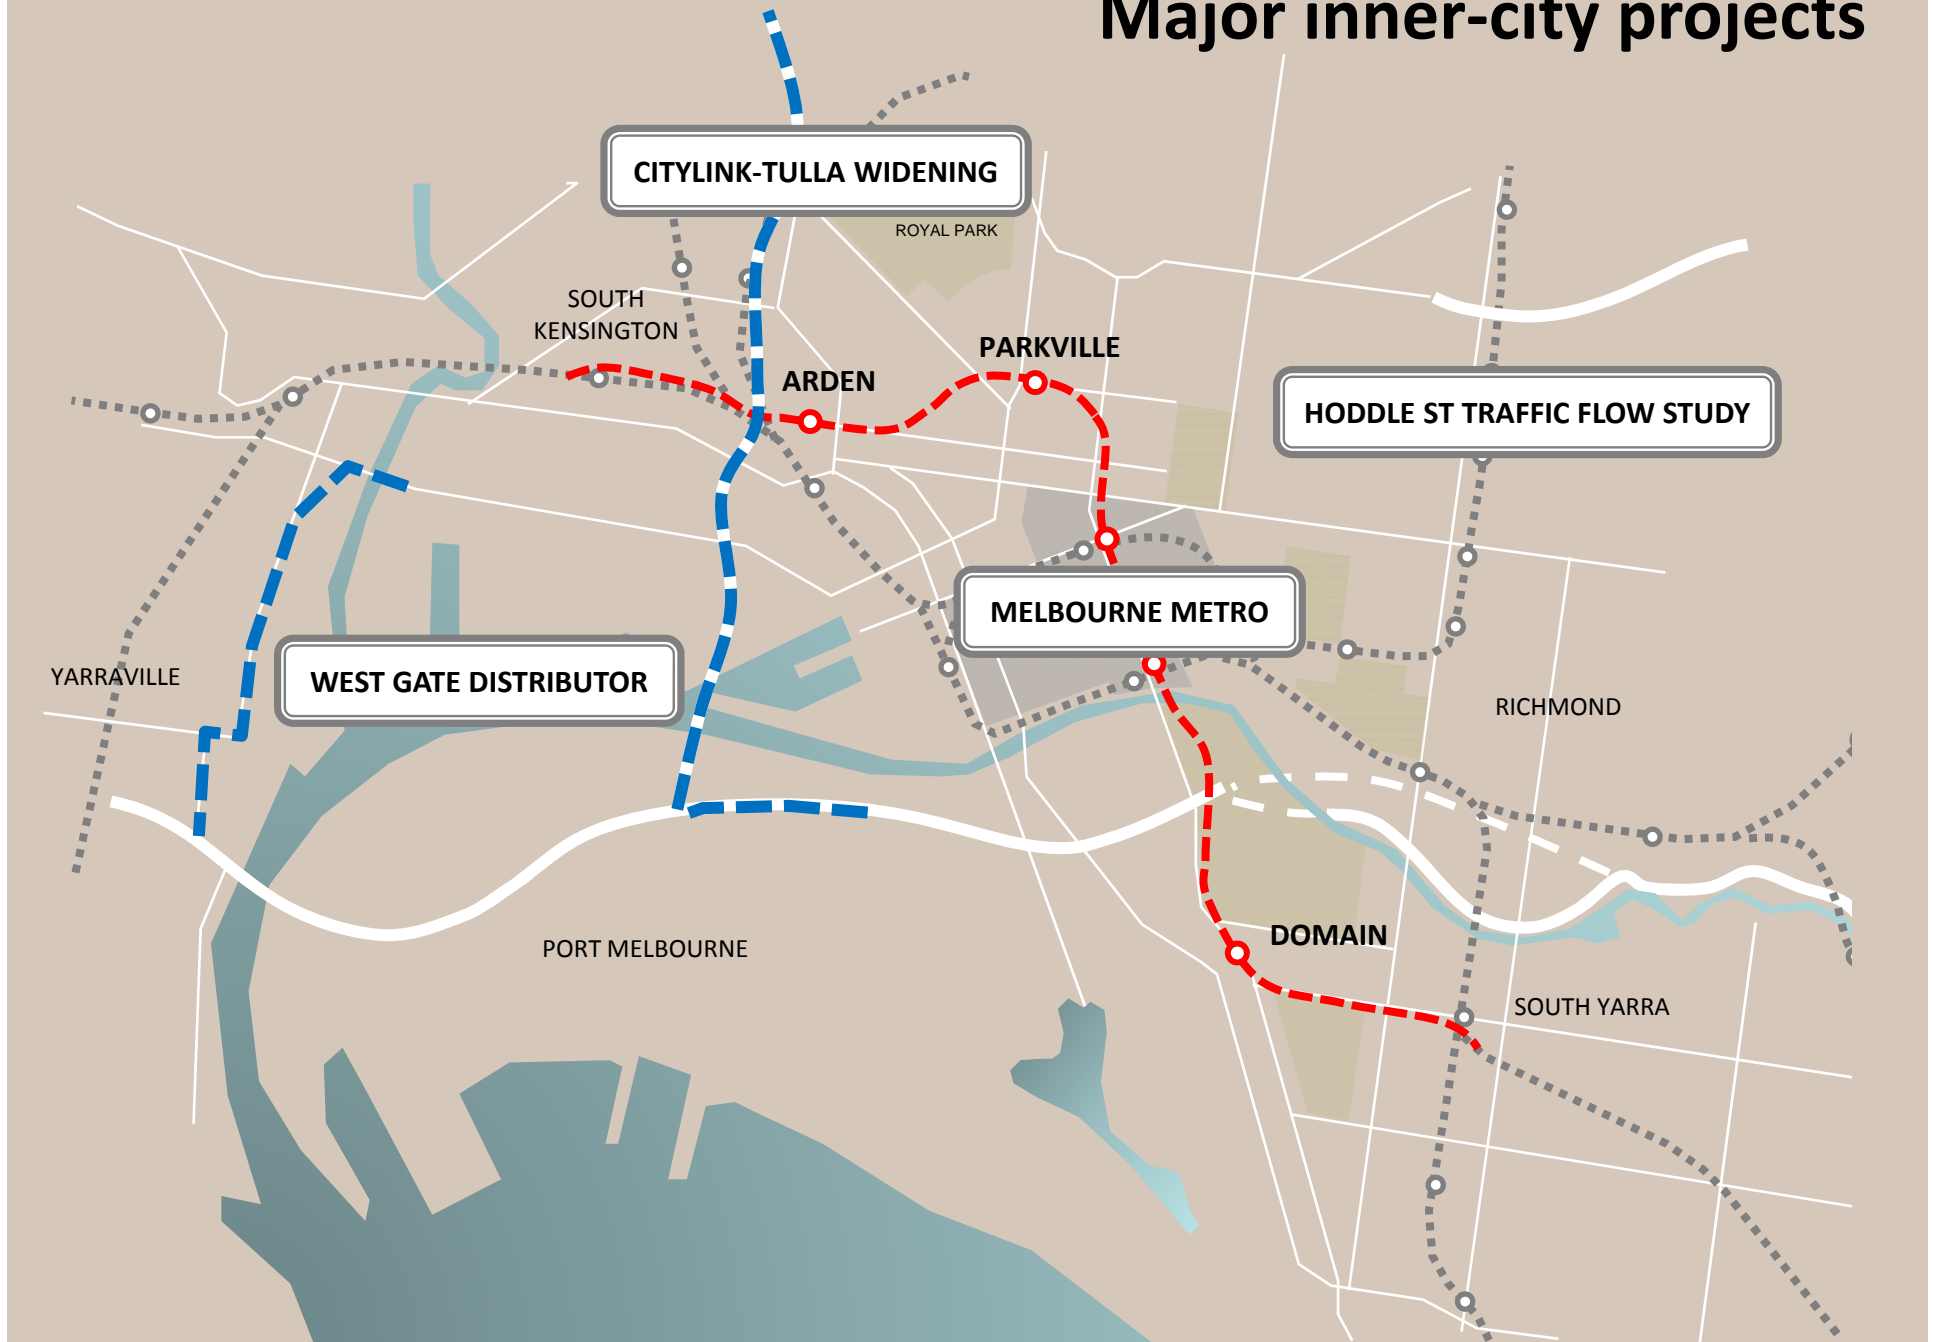 Major inner-city projects
CITYLINK-TULLA WIDENING
ROYAL PARK
SOUTH
KENSINGTON
PARKVILLE
ARDEN
HODDLE ST TRAFFIC FLOW STUDY
MELBOURNE METRO
YARRAVILLE
WEST GATE DISTRIBUTOR
RICHMOND
DOMAIN
PORT MELBOURNE
SOUTH YARRA